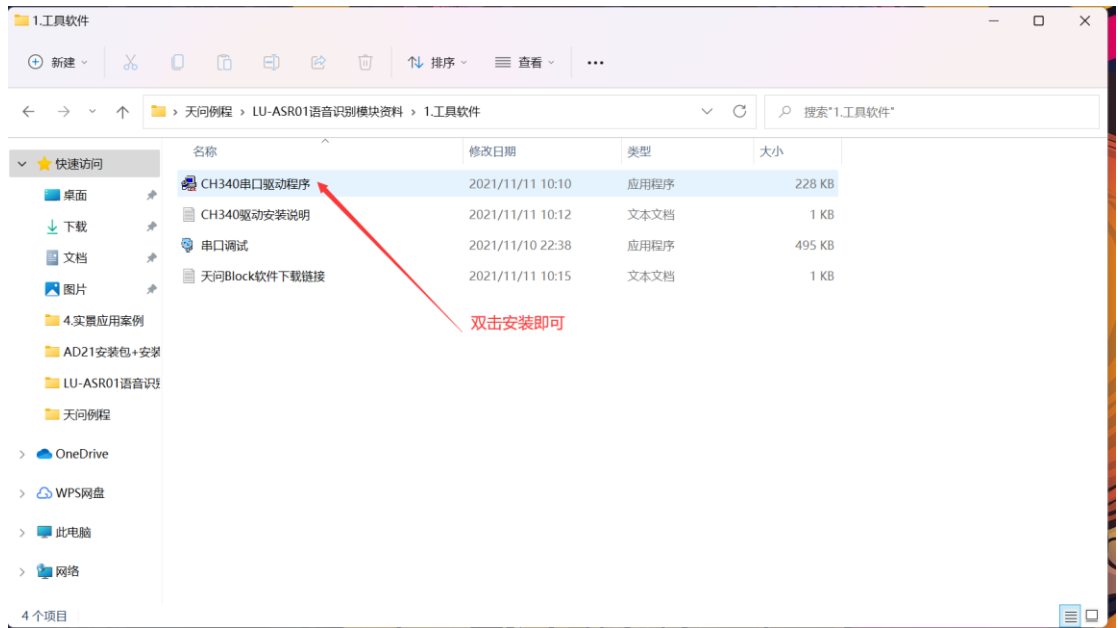 1.工具软件
新建 排序 查看
天问例程 › LU-ASR01语音识别模块资料 › 1.工具软件 搜索"1.工具软件"
名称 修改日期 类型 大小
CH340串口驱动程序 2021/11/11 10:10 应用程序 228 KB
CH340驱动安装说明 2021/11/11 10:12 文本文档 1 KB
串口调试 2021/11/10 22:38 应用程序 495 KB
天问Block软件下载链接 2021/11/11 10:15 文本文档 1 KB
双击安装即可
快速访问
桌面
下载
文档
图片
4.实景应用案例
AD21安装包+安装
LU-ASR01语音识别
天问例程
OneDrive
WPS网盘
此电脑
网络
4 个项目